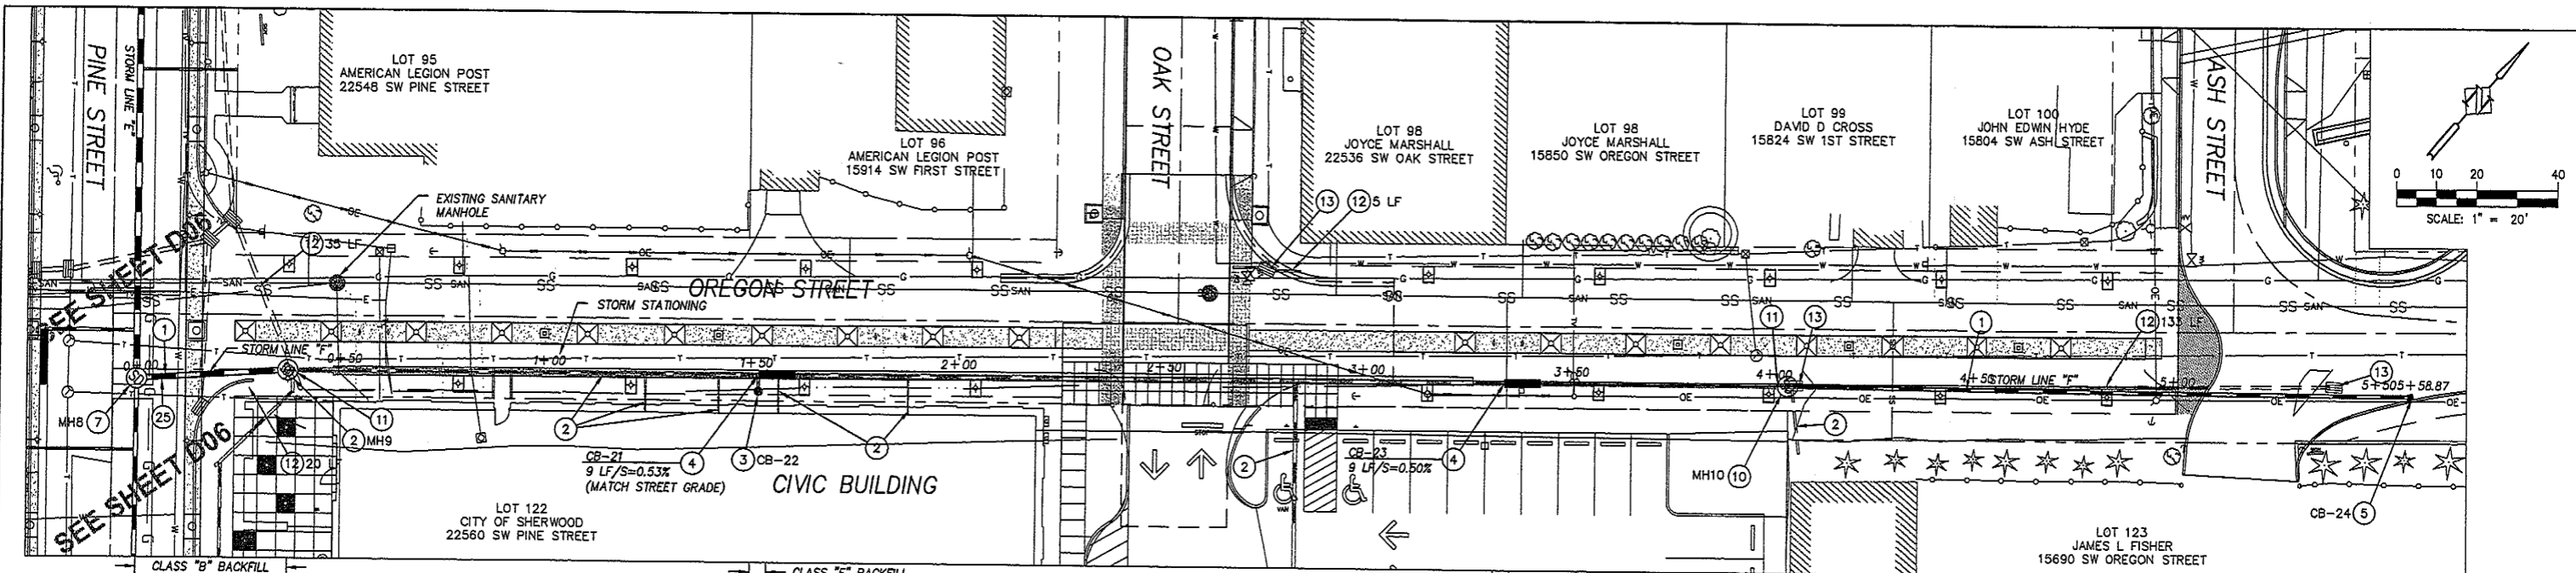 PINE STREET
STORM LINE "E"
LOT 95
AMERICAN LEGION POST
22548 SW PINE STREET
LOT 96
AMERICAN LEGION POST
15914 SW FIRST STREET
OAK STREET
LOT 98
JOYCE MARSHALL
22536 SW OAK STREET
LOT 98
JOYCE MARSHALL
15850 SW OREGON STREET
LOT 99
DAVID D CROSS
15824 SW 1ST STREET
LOT 100
JOHN EDWIN HYDE
15804 SW ASH STREET
ASH STREET
0 10 20 40
SCALE: 1" = 20'
EXISTING SANITARY
MANHOLE
13 12 5 LF
12 35 LF
SEE SHEET D06
OREGON STREET
STORM STATIONING
STORM LINE "F"
0+50 1+00 1+50 2+00 2+50 3+00 3+50 4+00 4+50 STORM LINE "F" 5+00 5+50 5+58.87
1
11 13
1
12 133 LF
13
MH8 7
25
11
2 MH9
12 20
2
2
2
2
SEE SHEET D06
CB-21 4
9 LF/S=0.53%
(MATCH STREET GRADE)
3 CB-22
CB-23 4
9 LF/S=0.50%
MH10 10
CB-24 5
STOP
VAN
CIVIC BUILDING
LOT 122
CITY OF SHERWOOD
22560 SW PINE STREET
LOT 123
JAMES L FISHER
15690 SW OREGON STREET
CLASS "B" BACKFILL